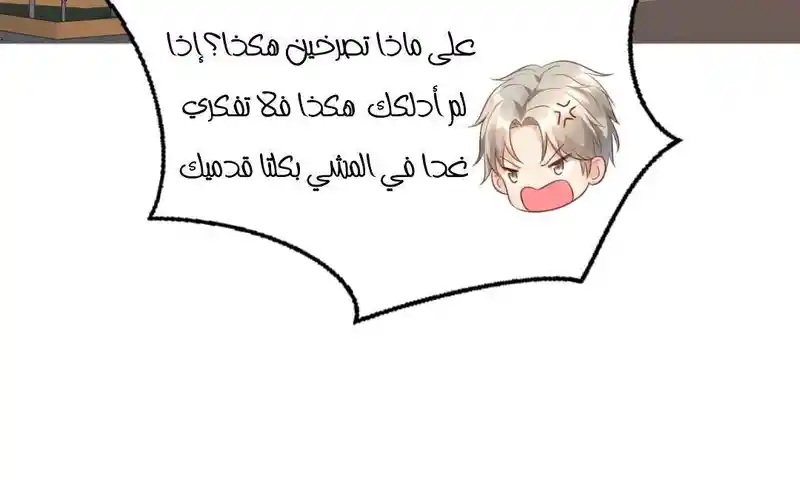 على ماذا تصرخين هكذا؟ إذا
لم أدلكك هكذا فلا تفكري
غدا في المشي بكلتا قدميك